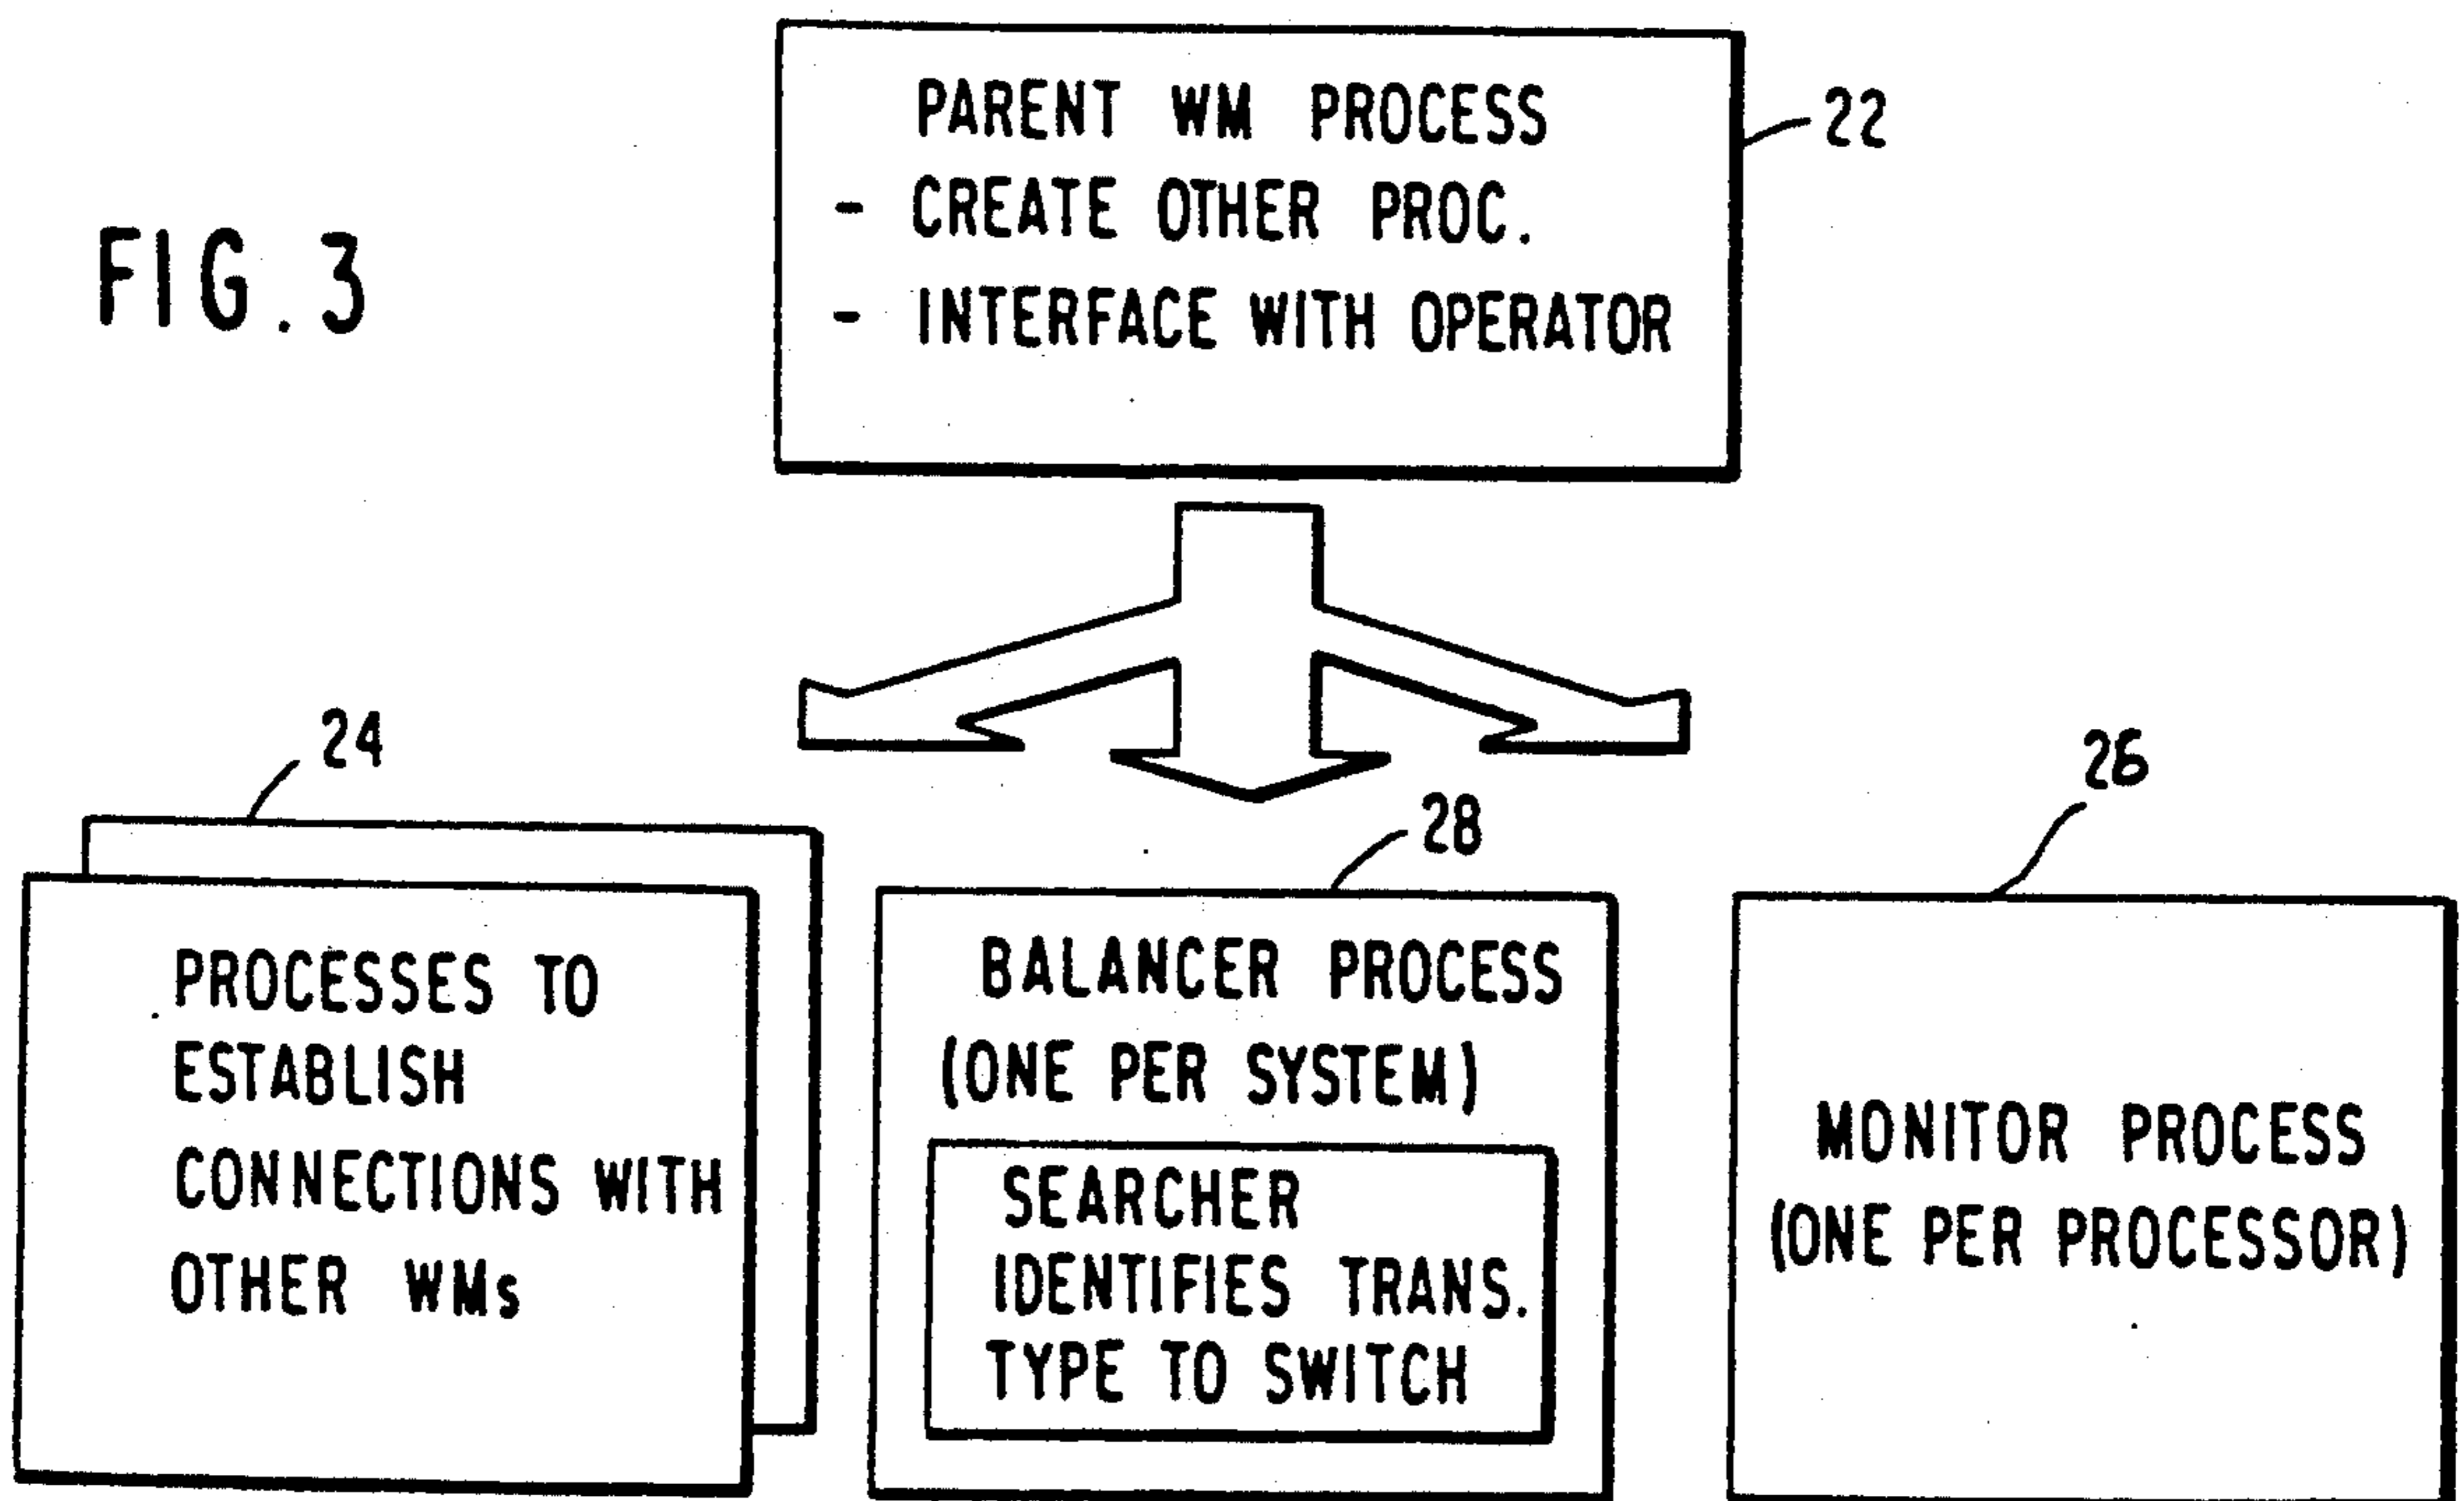 FIG. 3
PARENT WM PROCESS
- CREATE OTHER PROC.
- INTERFACE WITH OPERATOR
22
24
PROCESSES TO
ESTABLISH
CONNECTIONS WITH
OTHER WMs
28
BALANCER PROCESS
(ONE PER SYSTEM)
SEARCHER
IDENTIFIES TRANS.
TYPE TO SWITCH
26
MONITOR PROCESS
(ONE PER PROCESSOR)